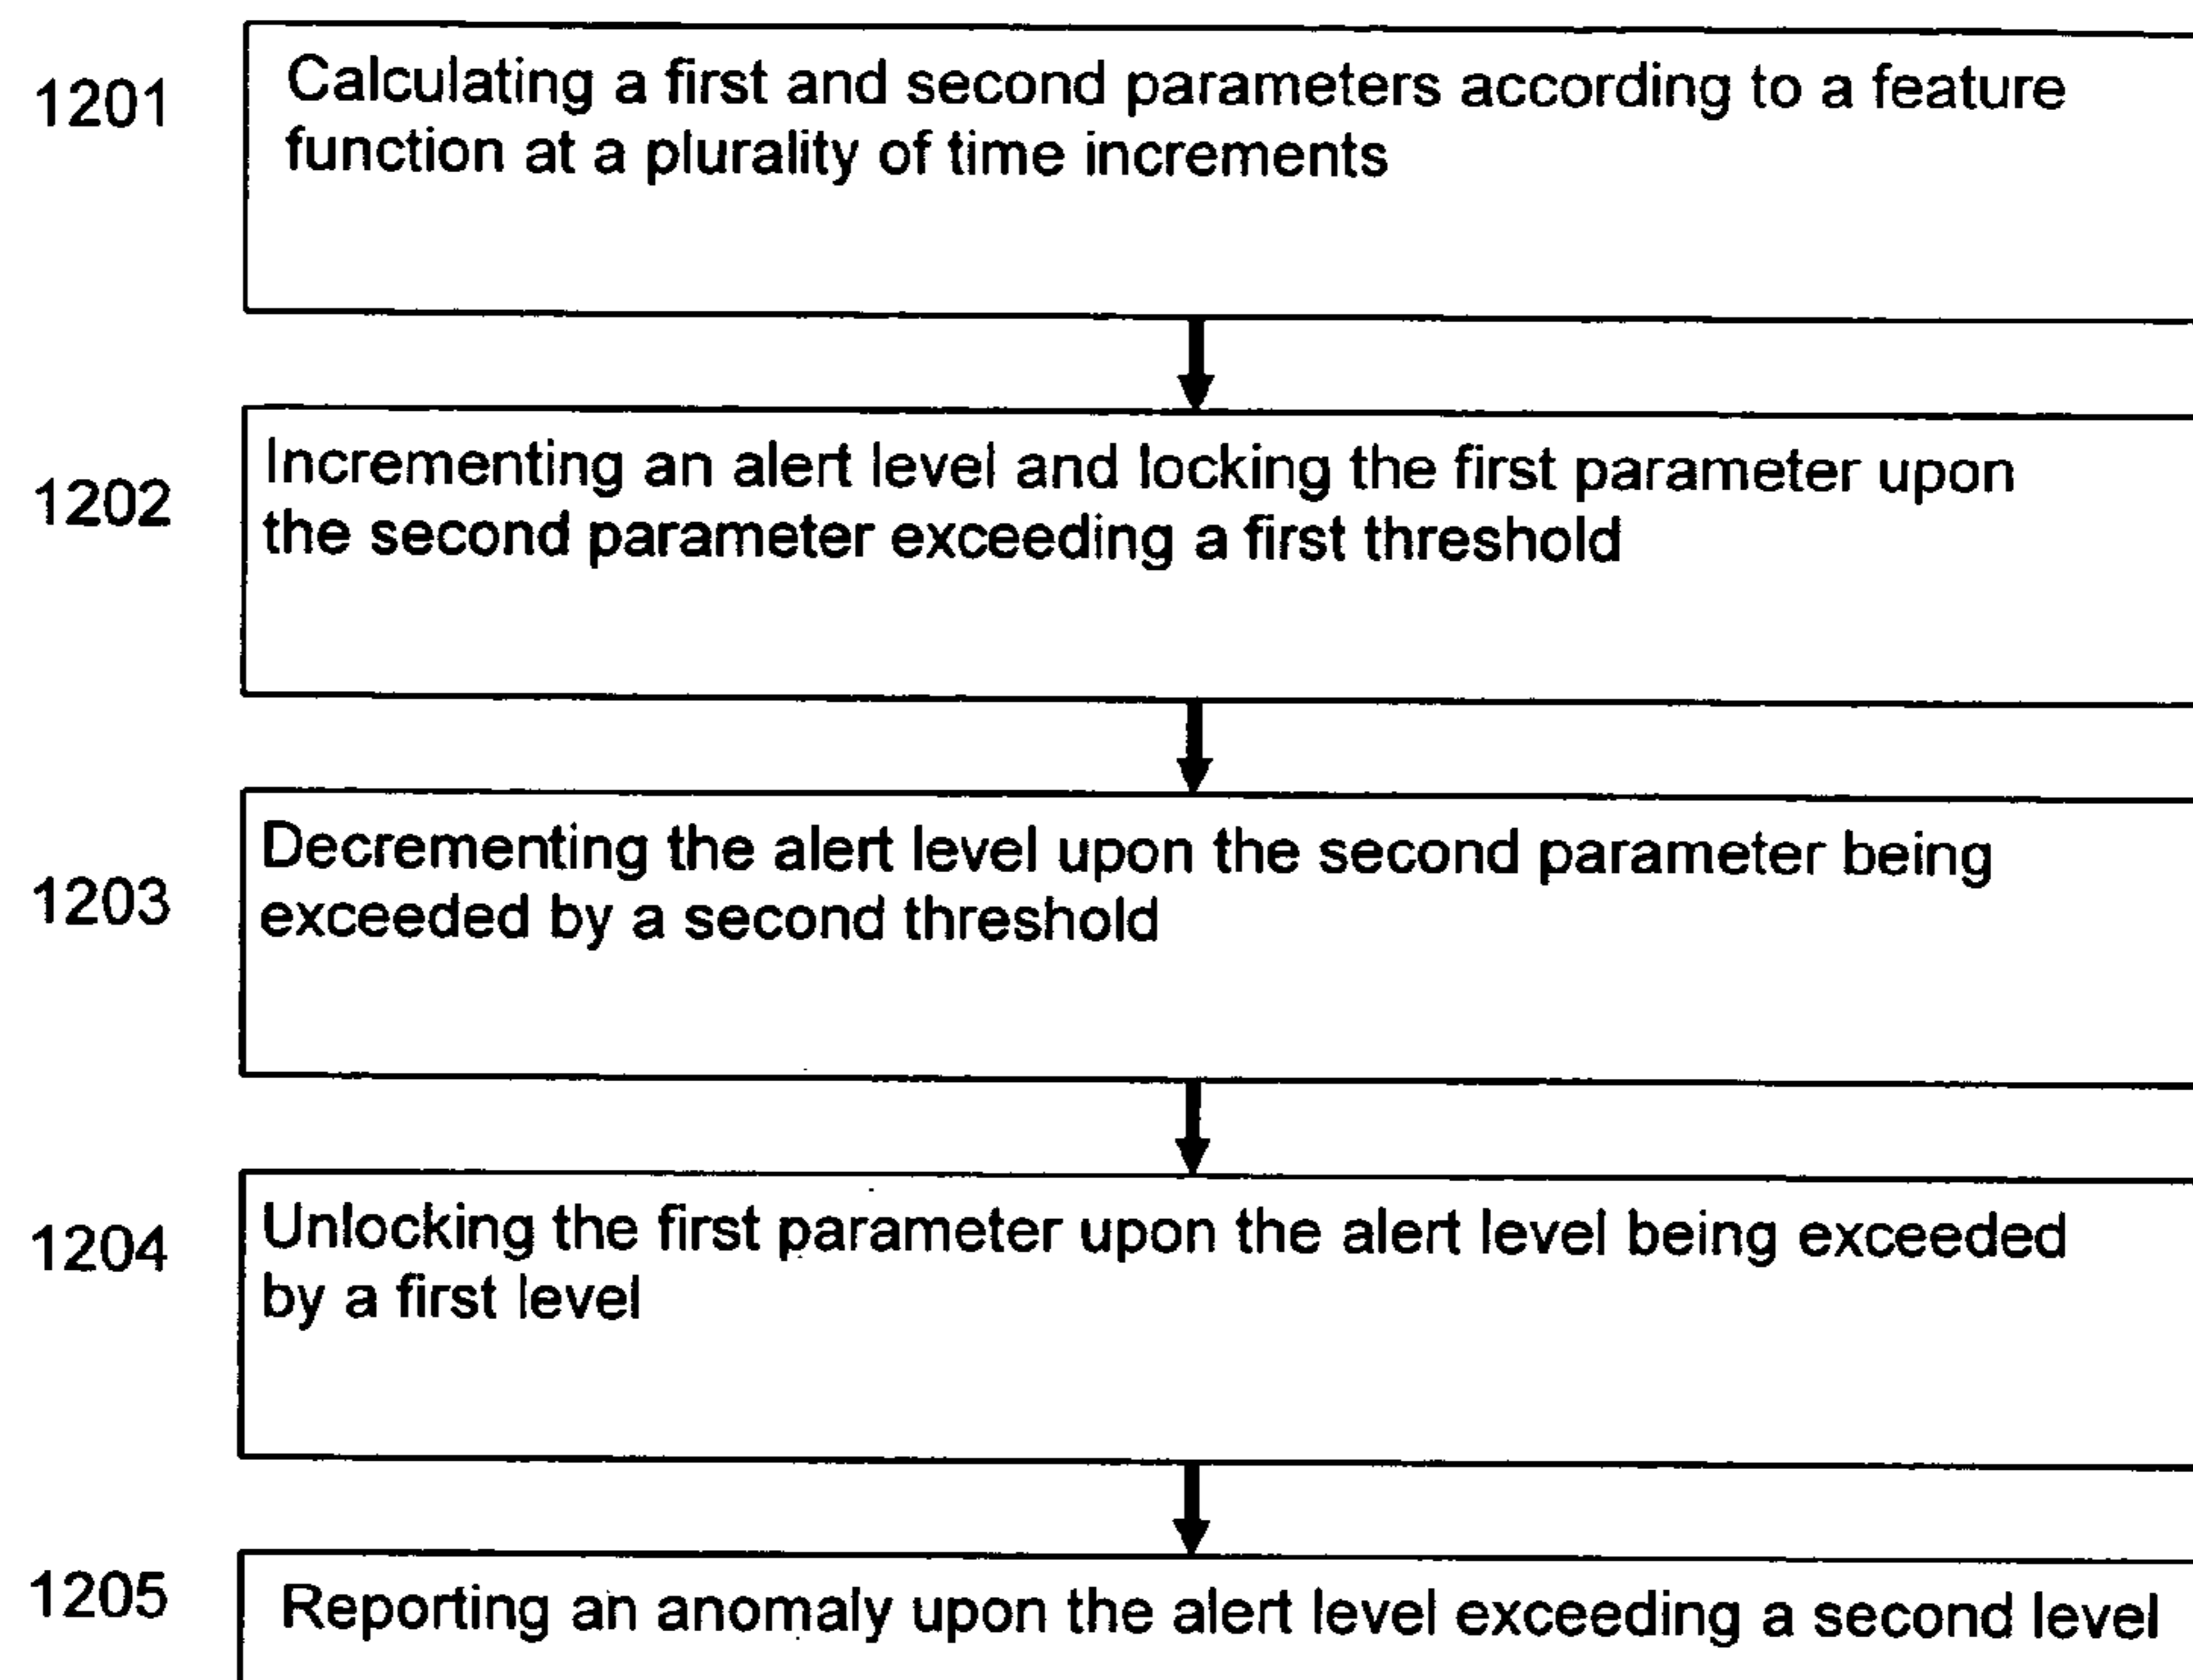 1201
Calculating a first and second parameters according to a feature
function at a plurality of time increments
1202
Incrementing an alert level and locking the first parameter upon
the second parameter exceeding a first threshold
1203
Decrementing the alert level upon the second parameter being
exceeded by a second threshold
1204
Unlocking the first parameter upon the alert level being exceeded
by a first level
1205
Reporting an anomaly upon the alert level exceeding a second level